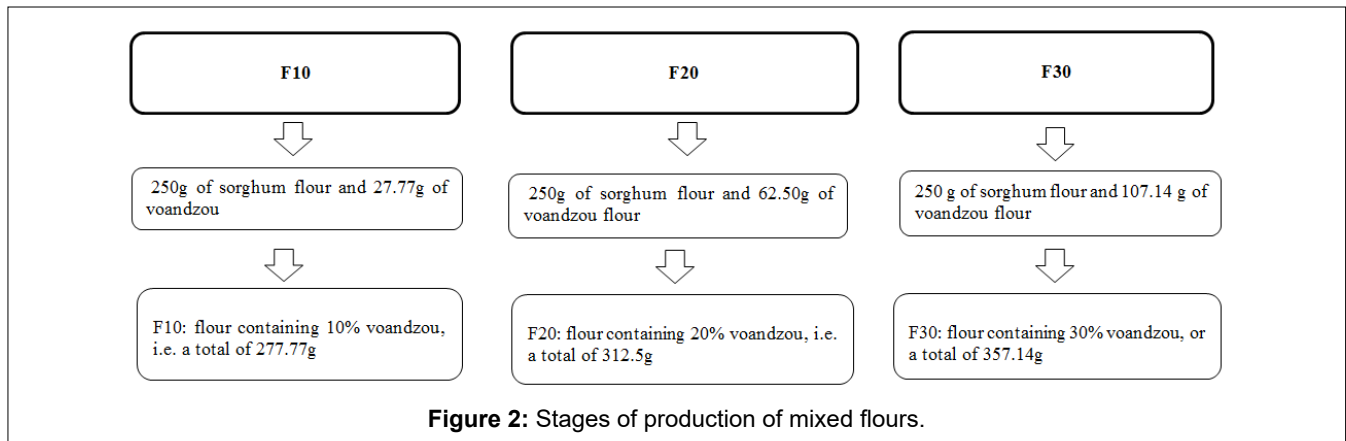 F10
F20
F30
250g of sorghum flour and 27.77g of
voandzou
250g of sorghum flour and 62.50g of
voandzou flour
250 g of sorghum flour and 107.14 g of
voandzou flour
F10: flour containing 10% voandzou,
i.e. a total of 277.77g
F20: flour containing 20% voandzou, i.e.
a total of 312.5g
F30: flour containing 30% voandzou, or
a total of 357.14g
Figure 2: Stages of production of mixed flours.